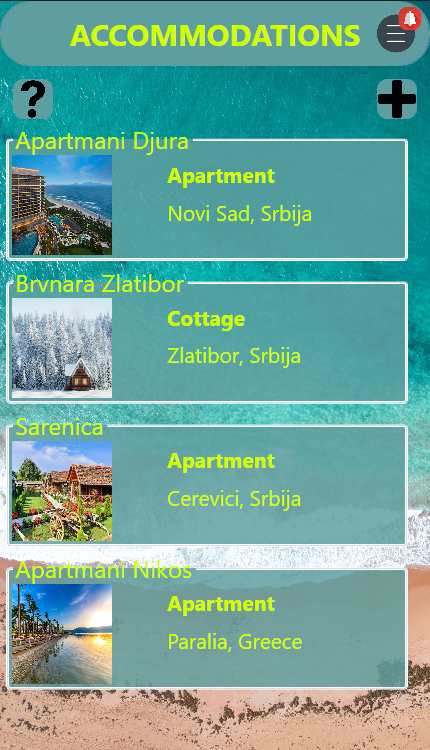 ACCOMMODATIONS
?
Apartmani Djura
Apartment
Novi Sad, Srbija
Brvnara Zlatibor
Cottage
Zlatibor, Srbija
Sarenica
Apartment
Cerevici, Srbija
Apartmani Nikos
Apartment
Paralia, Greece